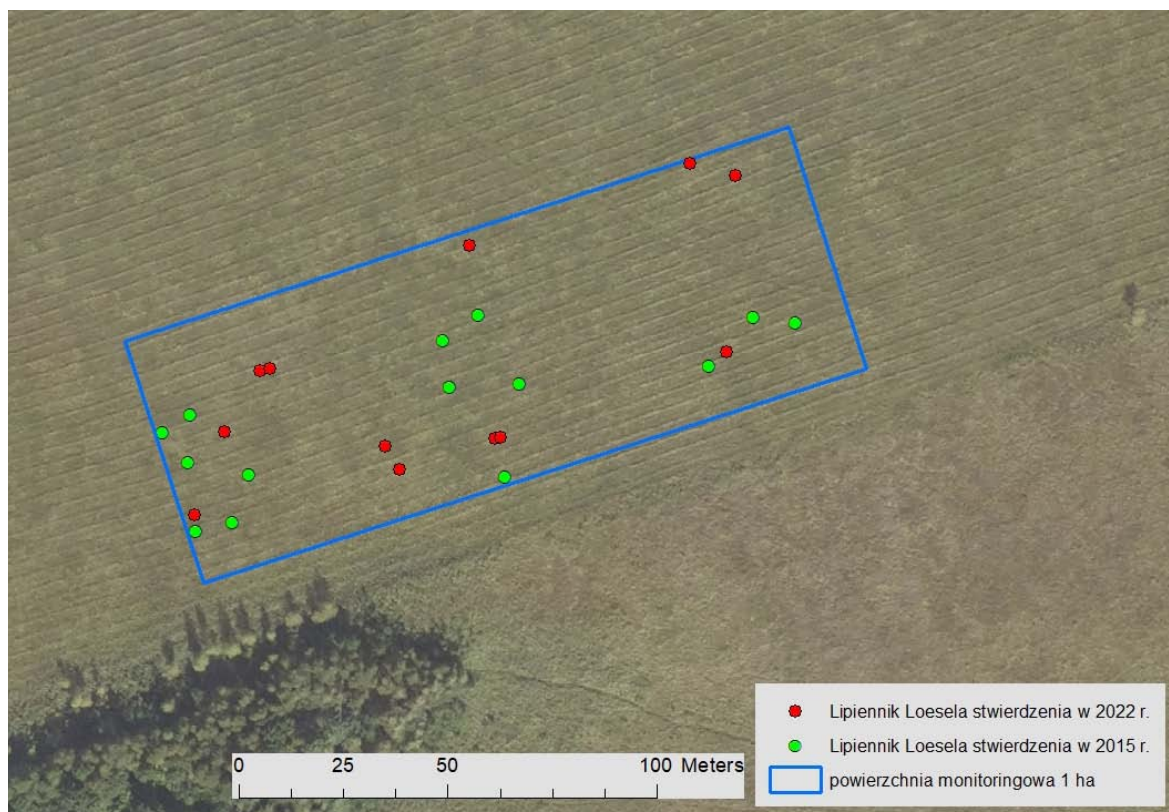 0 25 50 100 Meters
Lipiennik Loesela stwierdzenia w 2022 r.
Lipiennik Loesela stwierdzenia w 2015 r.
powierzchnia monitoringowa 1 ha